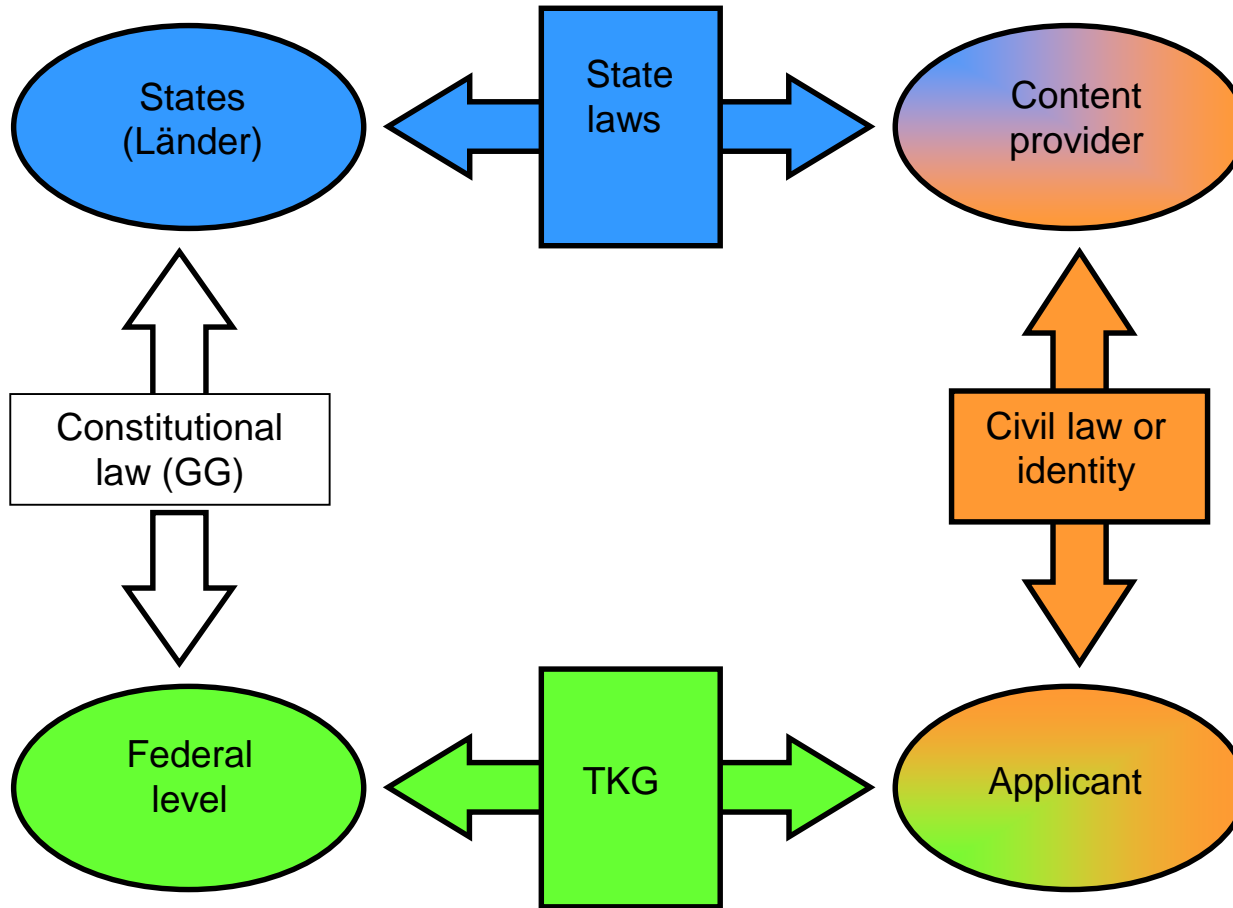 States
(Länder)
State
laws
Content
provider
Constitutional
law (GG)
Civil law or
identity
Federal
level
TKG
Applicant